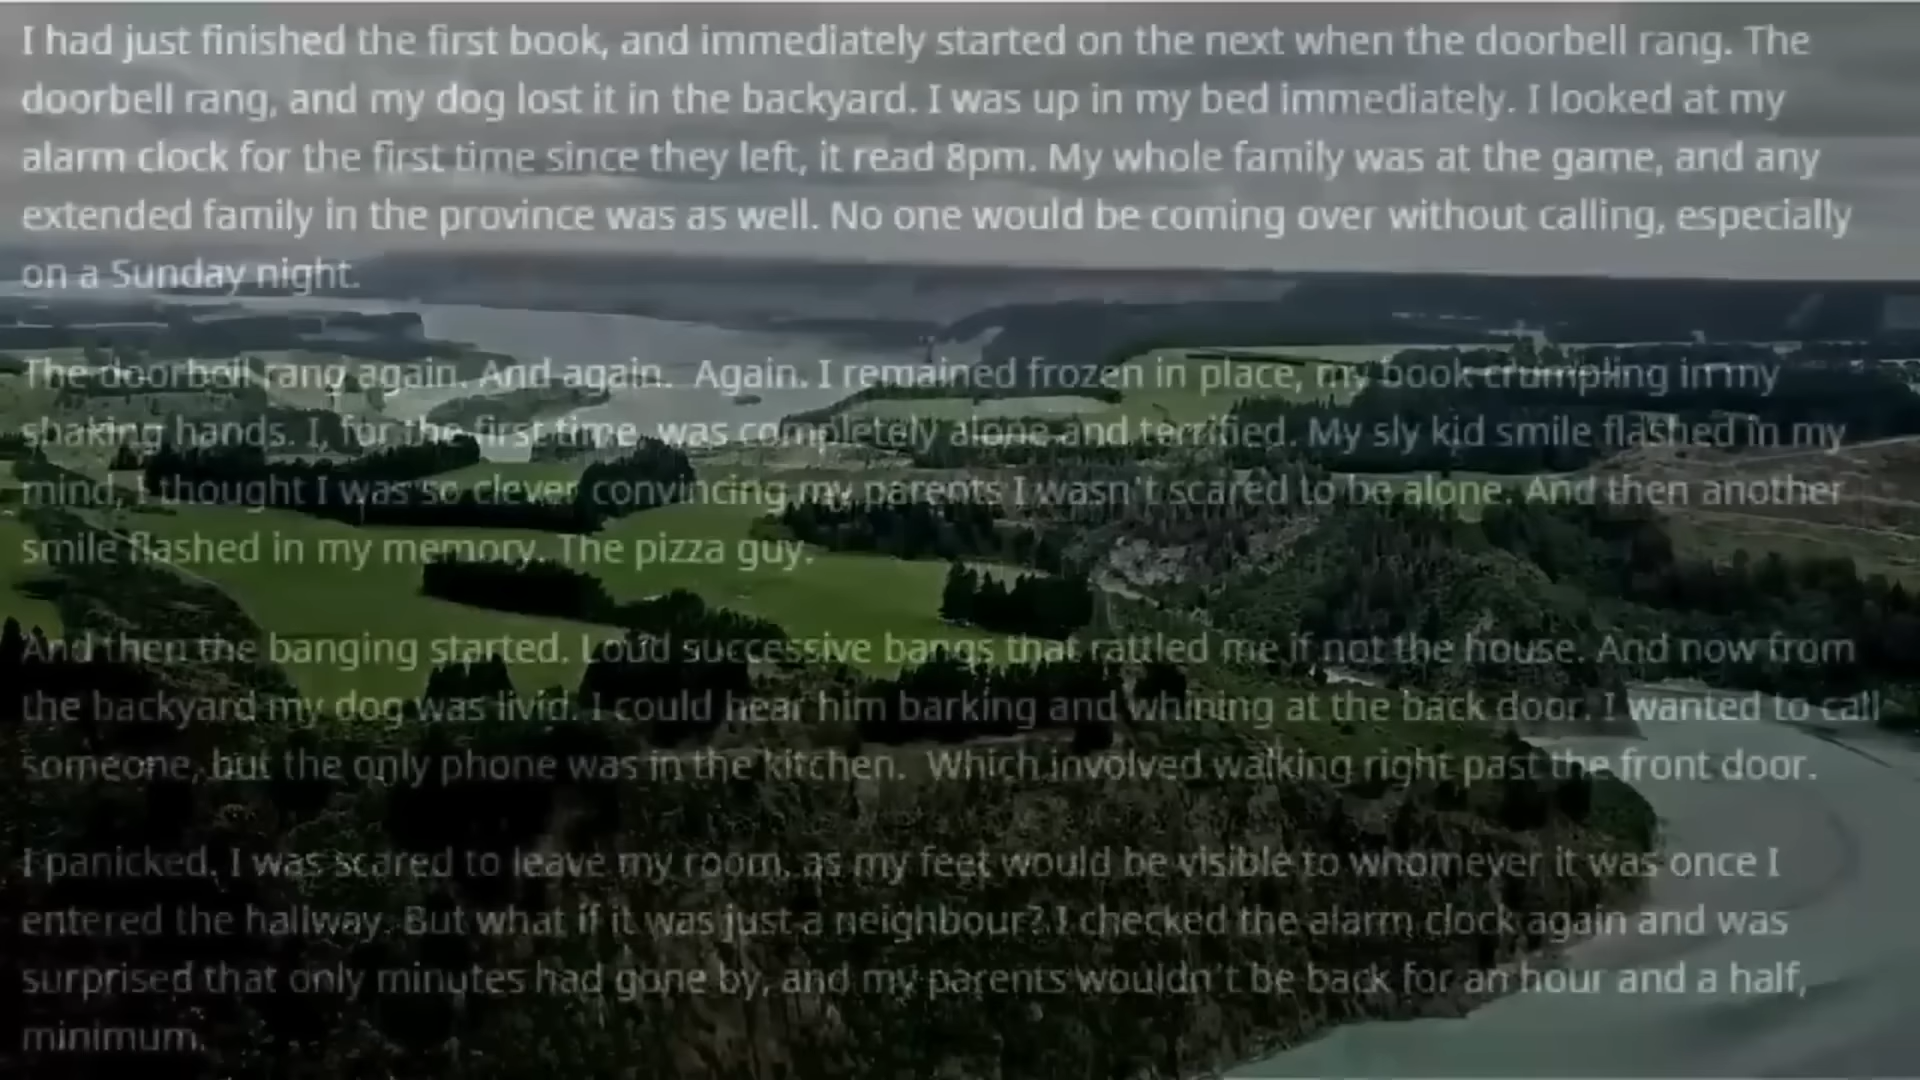 I had just finished the first book, and immediately started on the next when the doorbell rang. The
doorbell rang, and my dog lost it in the backyard. I was up in my bed immediately. I looked at my
alarm clock for the first time since they left, it read 8pm. My whole family was at the game, and any
extended family in the province was as well. No one would be coming over without calling, especially
on a Sunday night.
The doorbell rang again. And again.  Again. I remained frozen in place, my book crumpling in my
shaking hands. I, for the first time, was completely alone and terrified. My sly kid smile flashed in my
mind, I thought I was so clever convincing my parents I wasn't scared to be alone. And then another
smile flashed in my memory. The pizza guy.
And then the banging started. Loud successive bangs that rattled me if not the house. And now from
the backyard my dog was livid. I could hear him barking and whining at the back door. I wanted to call
someone, but the only phone was in the kitchen.  Which involved walking right past the front door.
I panicked. I was scared to leave my room, as my feet would be visible to whomever it was once I
entered the hallway. But what if it was just a neighbour? I checked the alarm clock again and was
surprised that only minutes had gone by, and my parents wouldn't be back for an hour and a half,
minimum.